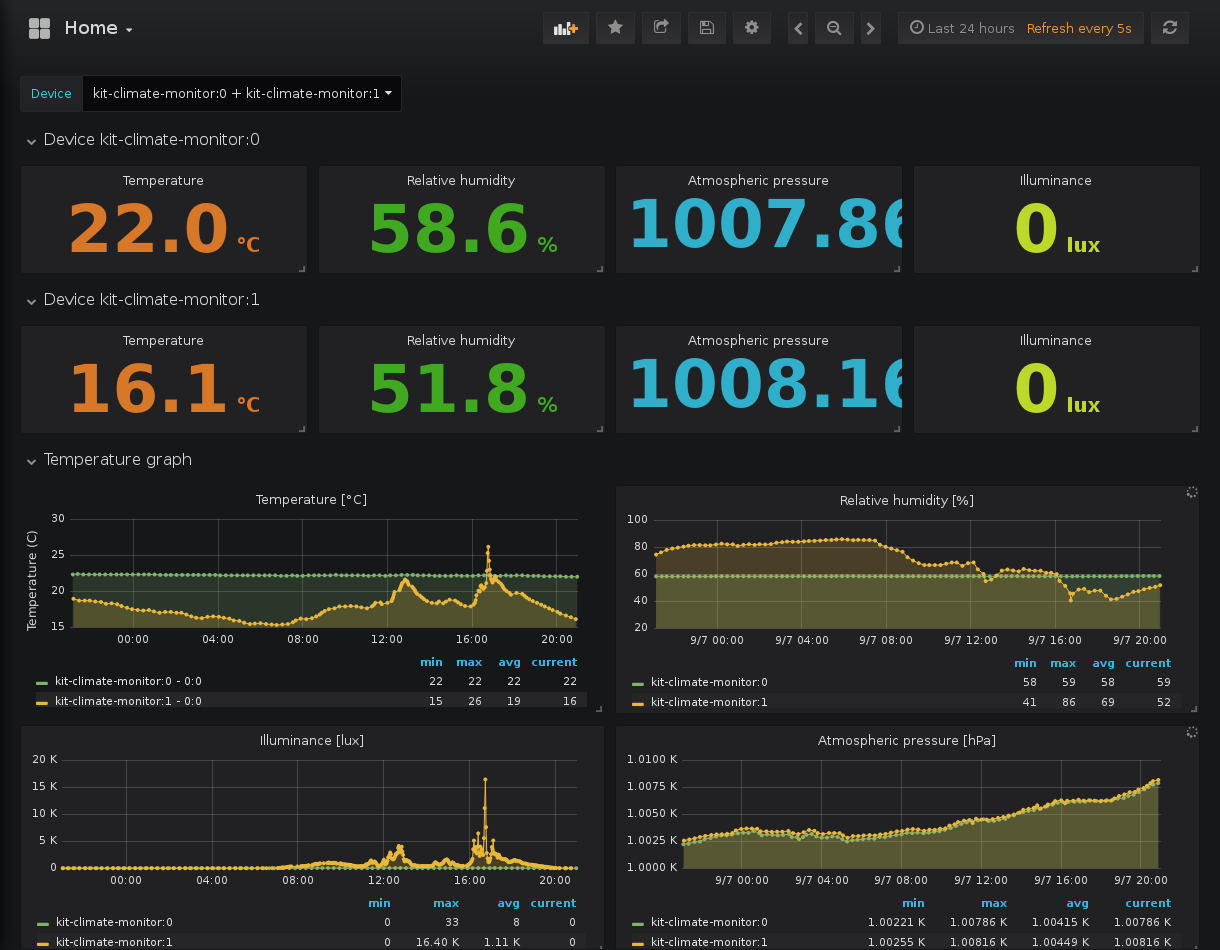 Home
Last 24 hours Refresh every 5s
Device kit-climate-monitor:0 + kit-climate-monitor:1
Device kit-climate-monitor:0
Temperature Relative humidity Atmospheric pressure Illuminance
22.0 °C 58.6 % 1007.86 0 lux
Device kit-climate-monitor:1
Temperature Relative humidity Atmospheric pressure Illuminance
16.1 °C 51.8 % 1008.16 0 lux
Temperature graph
Temperature [°C]
Temperature (C)
30
25
20
15
00:00 04:00 08:00 12:00 16:00 20:00
min max avg current
kit-climate-monitor:0 - 0:0 22 22 22 22
kit-climate-monitor:1 - 0:0 15 26 19 16
Relative humidity [%]
100
80
60
40
20
9/7 00:00 9/7 04:00 9/7 08:00 9/7 12:00 9/7 16:00 9/7 20:00
min max avg current
kit-climate-monitor:0 58 59 58 59
kit-climate-monitor:1 41 86 69 52
Illuminance [lux]
20 K
15 K
10 K
5 K
0
00:00 04:00 08:00 12:00 16:00 20:00
min max avg current
kit-climate-monitor:0 0 33 8 0
kit-climate-monitor:1 0 16.40 K 1.11 K 0
Atmospheric pressure [hPa]
1.0100 K
1.0075 K
1.0050 K
1.0025 K
1.0000 K
9/7 00:00 9/7 04:00 9/7 08:00 9/7 12:00 9/7 16:00 9/7 20:00
min max avg current
kit-climate-monitor:0 1.00221 K 1.00786 K 1.00415 K 1.00786 K
kit-climate-monitor:1 1.00255 K 1.00816 K 1.00449 K 1.00816 K